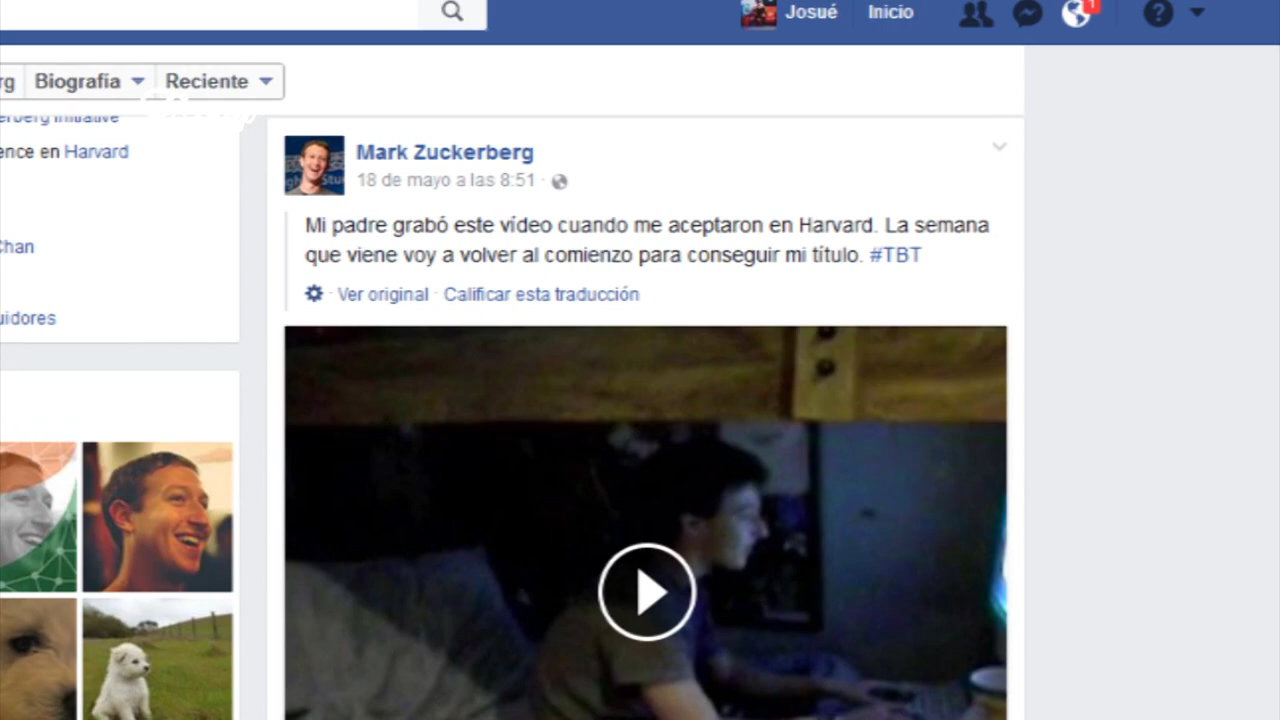 Josué Inicio 1 ?
rg Biografía Reciente
erberg Initiative
ence en Harvard
Chan
uidores
Mark Zuckerberg
18 de mayo a las 8:51 ·
Mi padre grabó este vídeo cuando me aceptaron en Harvard. La semana
que viene voy a volver al comienzo para conseguir mi título. #TBT
· Ver original · Calificar esta traducción